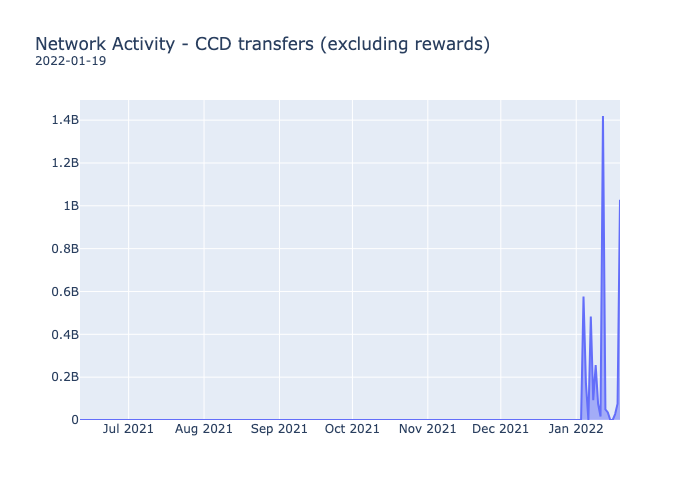 Network Activity - CCD transfers (excluding rewards)
2022-01-19
1.4B
1.2B
1B
0.8B
0.6B
0.4B
0.2B
0
Jul 2021 Aug 2021 Sep 2021 Oct 2021 Nov 2021 Dec 2021 Jan 2022